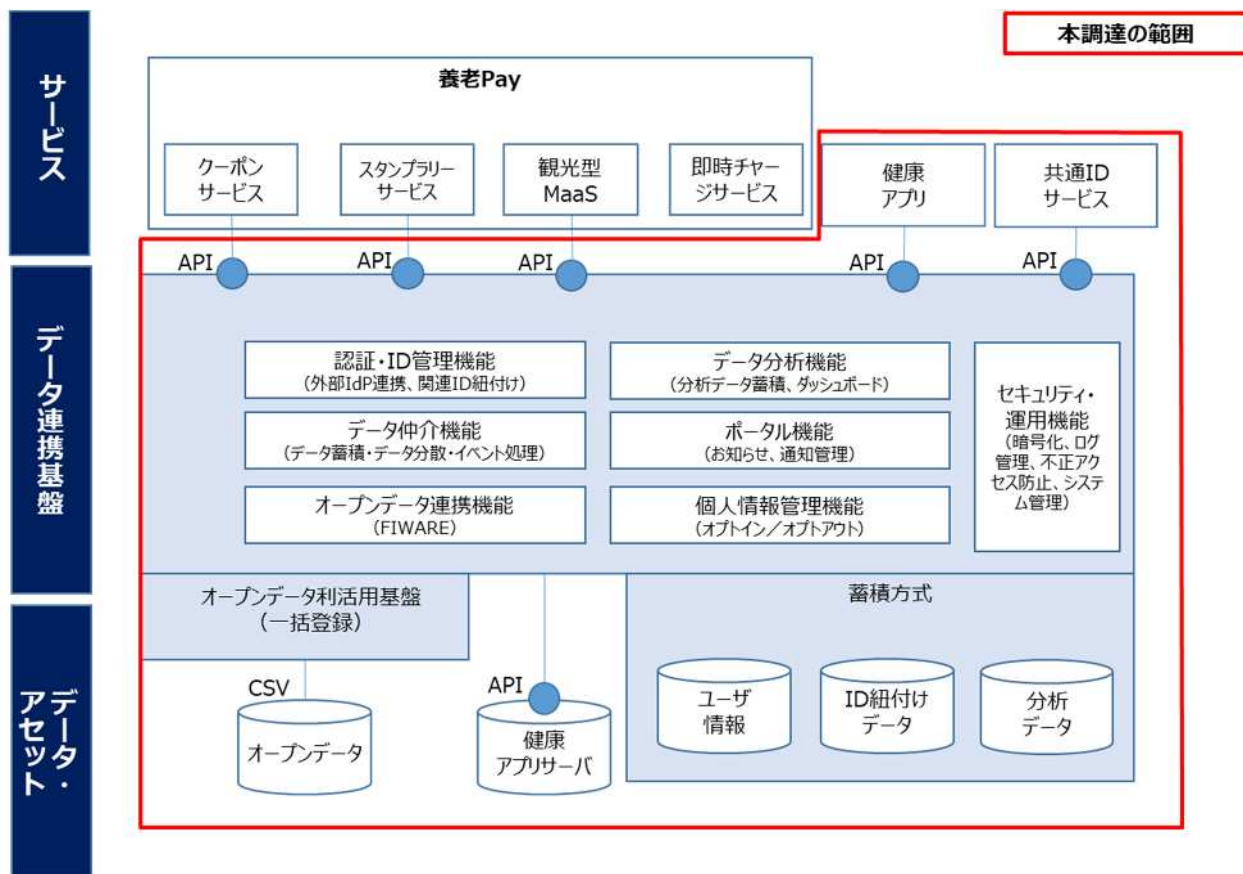 本調達の範囲
サービス
養老Pay
クーポン
サービス
スタンプラリー
サービス
観光型
MaaS
即時チャー
ジサービス
健康
アプリ
共通ID
サービス
API
API
API
API
API
データ連携基盤
認証・ID管理機能
(外部IdP連携、関連ID紐付け)
データ分析機能
(分析データ蓄積、ダッシュボード)
データ仲介機能
(データ蓄積・データ分散・イベント処理)
ポータル機能
(お知らせ、通知管理)
オープンデータ連携機能
(FIWARE)
個人情報管理機能
(オプトイン/オプトアウト)
セキュリティ・
運用機能
(暗号化、ログ
管理、不正アク
セス防止、システ
ム管理)
オープンデータ利活用基盤
(一括登録)
蓄積方式
データ・
アセット
CSV
オープンデータ
API
健康
アプリサーバ
ユーザ
情報
ID紐付け
データ
分析
データ